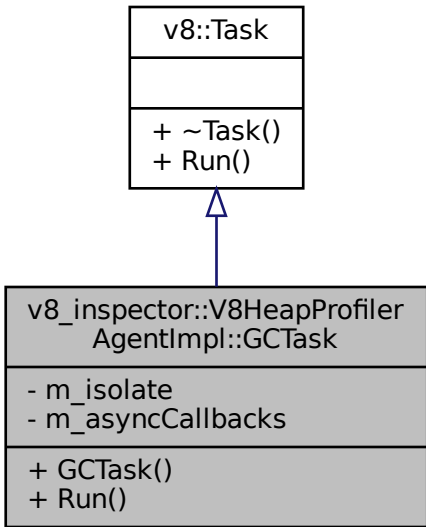 v8::Task
+ ~Task()
+ Run()
v8_inspector::V8HeapProfiler
AgentImpl::GCTask
- m_isolate
- m_asyncCallbacks
+ GCTask()
+ Run()